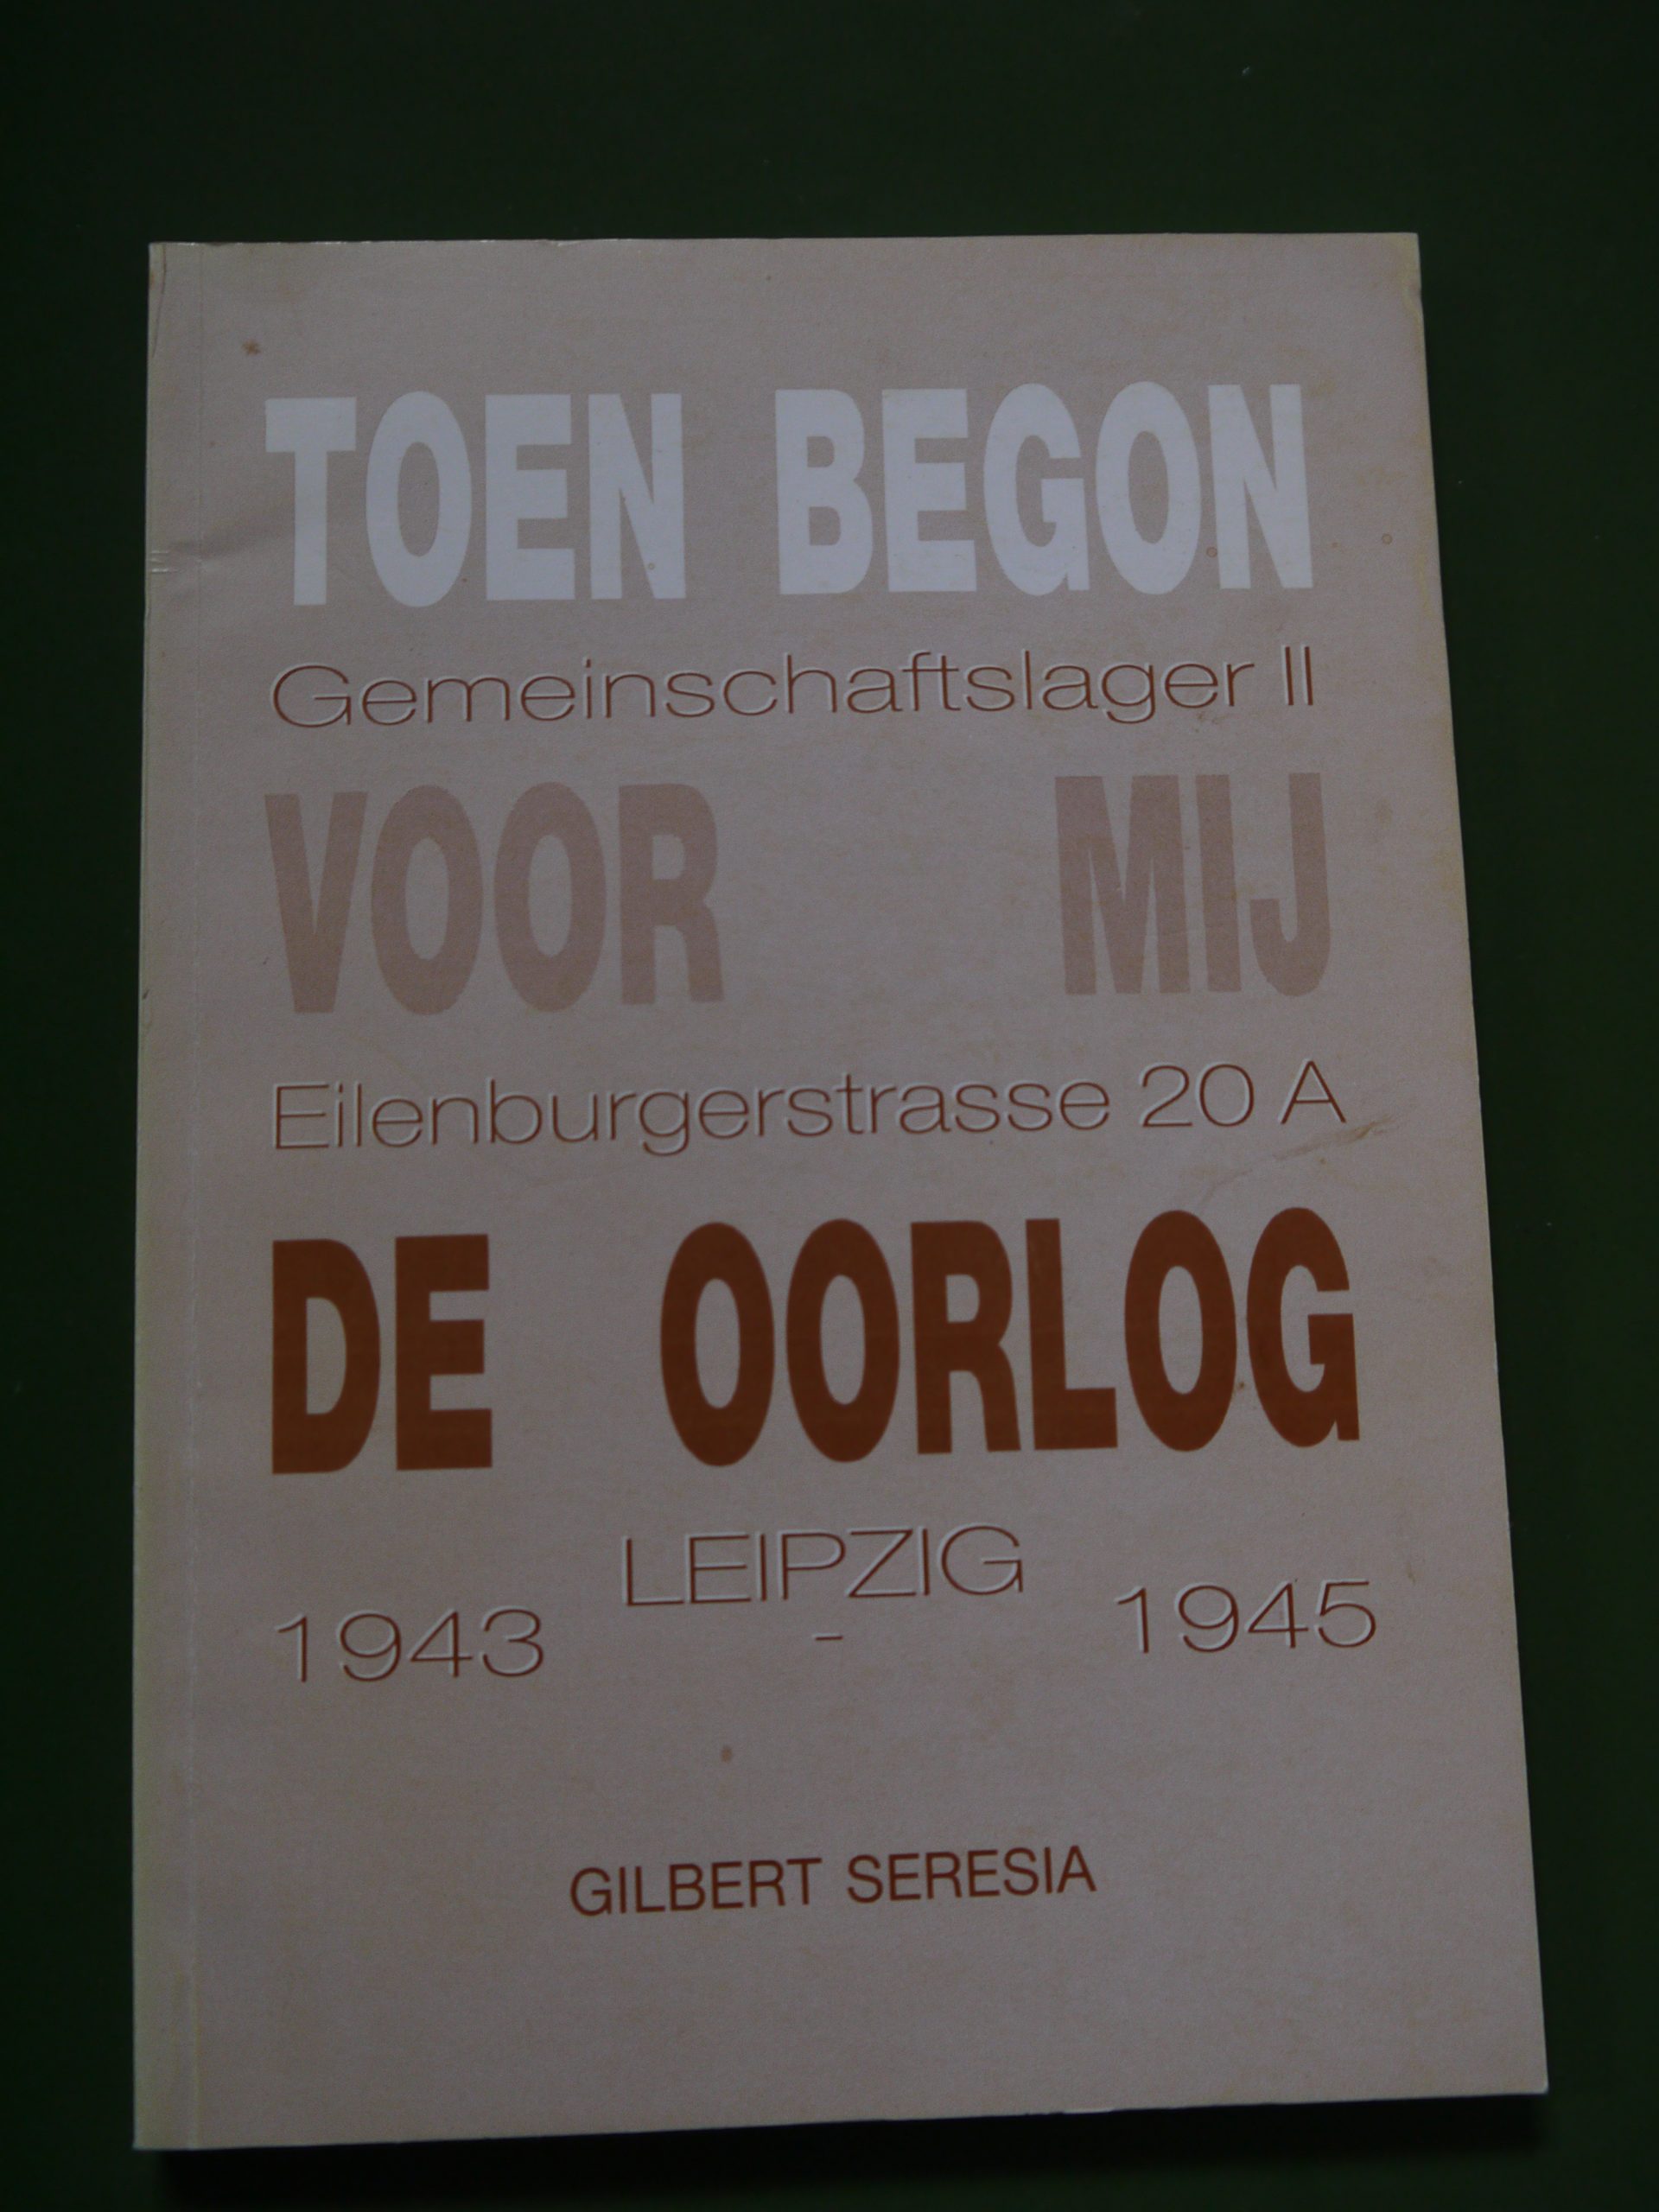 TOEN BEGON
Gemeinschaftslager II
VOOR MIJ
Eilenburgerstrasse 20 A
DE OORLOG
LEIPZIG
1943 - 1945
GILBERT SERESIA